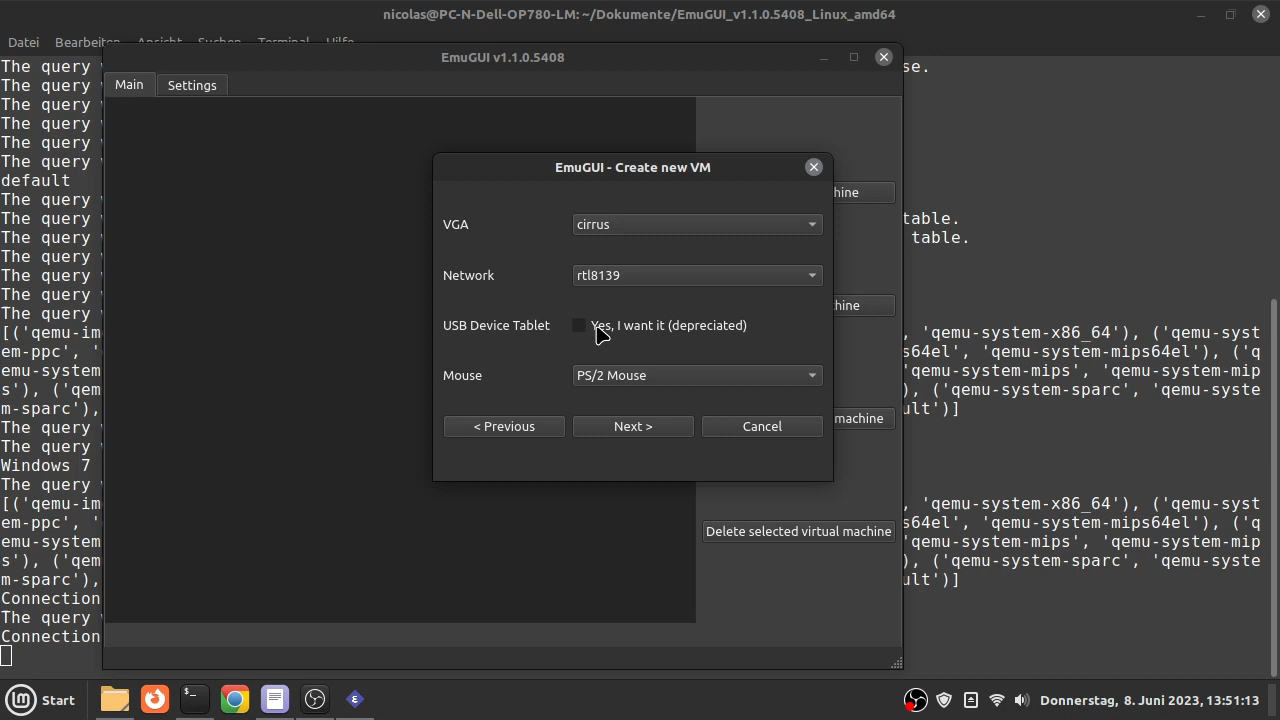 nicolas@PC-N-Dell-OP780-LM: ~/Dokumente/EmuGUI_v1.1.0.5408_Linux_amd64
Datei Bearbeiten Ansicht Suchen Terminal Hilfe
EmuGUI v1.1.0.5408
Main Settings
EmuGUI - Create new VM
VGA cirrus
Network rtl8139
USB Device Tablet Yes, I want it (depreciated)
Mouse PS/2 Mouse
< Previous Next > Cancel
hine
hine
machine
Delete selected virtual machine
The query se.
The query
The query
The query
The query
The query
default
The query
The query table.
The query table.
The query
The query
The query
The query
[('qemu-im , 'qemu-system-x86_64'), ('qemu-syst
em-ppc', ' s64el', 'qemu-system-mips64el'), ('q
emu-system 'qemu-system-mips', 'qemu-system-mip
s'), ('qem ), ('qemu-system-sparc', 'qemu-syste
m-sparc'), ult')]
The query
The query
Windows 7
The query
[('qemu-im , 'qemu-system-x86_64'), ('qemu-syst
em-ppc', ' s64el', 'qemu-system-mips64el'), ('q
emu-system 'qemu-system-mips', 'qemu-system-mip
s'), ('qem ), ('qemu-system-sparc', 'qemu-syste
m-sparc'), ult')]
Connection
The query
Connection
Start Donnerstag, 8. Juni 2023, 13:51:13